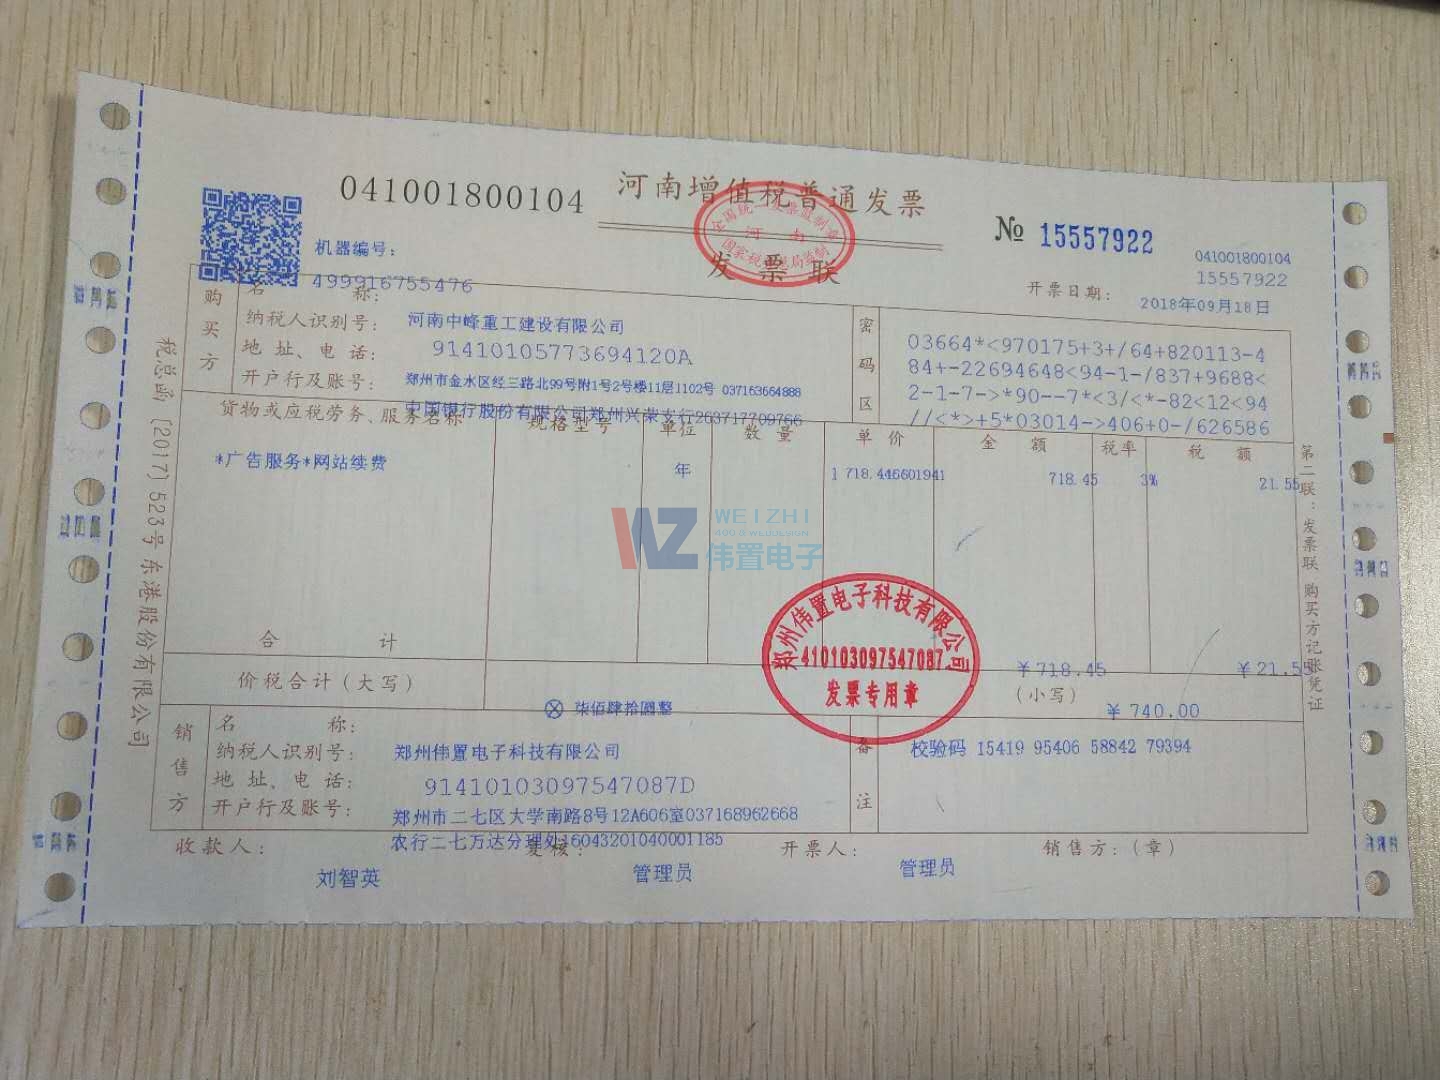 041001800104
河南增值税普通发票
全国统一发票监制章
河南
国家税务总局监制
发票联
№ 15557922
041001800104
15557922
机器编号：
499916755476
开票日期： 2018年09月18日
购买方
名 称：
河南中峰重工建设有限公司
纳税人识别号：
91410105773694120A
地 址、电 话：
郑州市金水区经三路北99号附1号2号楼11层1102号 037163664888
开户行及账号：
中国银行股份有限公司郑州兴荣支行263717709766
密码区
03664*<970175+3+/64+820113-4
84+-22694648<94-1-/837+9688<
2-1-7->*90--7*<3/<*-82<12<94
//<*>+5*03014->406+0-/626586
货物或应税劳务、服务名称 规格型号 单位 数量 单价 金额 税率 税额
*广告服务*网站续费 年 1 718.446601941 718.45 3% 21.55
WZ WEIZHI
伟置电子
合 计 ￥718.45 ￥21.55
价税合计（大写） ⊗ 柒佰肆拾圆整 （小写） ￥740.00
郑州伟置电子科技有限公司
410103097547087
发票专用章
销售方
名 称：
郑州伟置电子科技有限公司
纳税人识别号：
91410103097547087D
地 址、电 话：
郑州市二七区大学南路8号12A606室037168962668
开户行及账号：
农行二七万达分理处16043201040001185
备注
校验码 15419 95406 58842 79394
收款人： 刘智英 复核： 管理员 开票人： 管理员 销售方：（章）
税总函〔2017〕523号 东港股份有限公司
第二联：发票联 购买方记账凭证